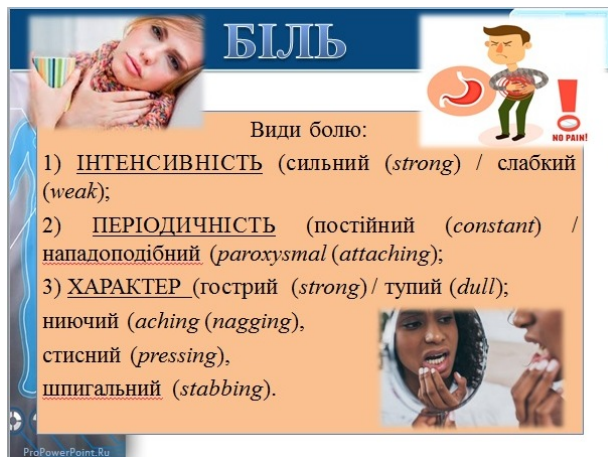 БІЛЬ
NO PAIN!
Види болю:
1) ІНТЕНСИВНІСТЬ (сильний (strong) / слабкий
(weak);
2) ПЕРІОДИЧНІСТЬ (постійний (constant) /
нападоподібний (paroxysmal (attaching);
3) ХАРАКТЕР (гострий (strong) / тупий (dull);
ниючий (aching (nagging),
стисний (pressing),
шпигальний (stabbing).
ProPowerPoint.Ru